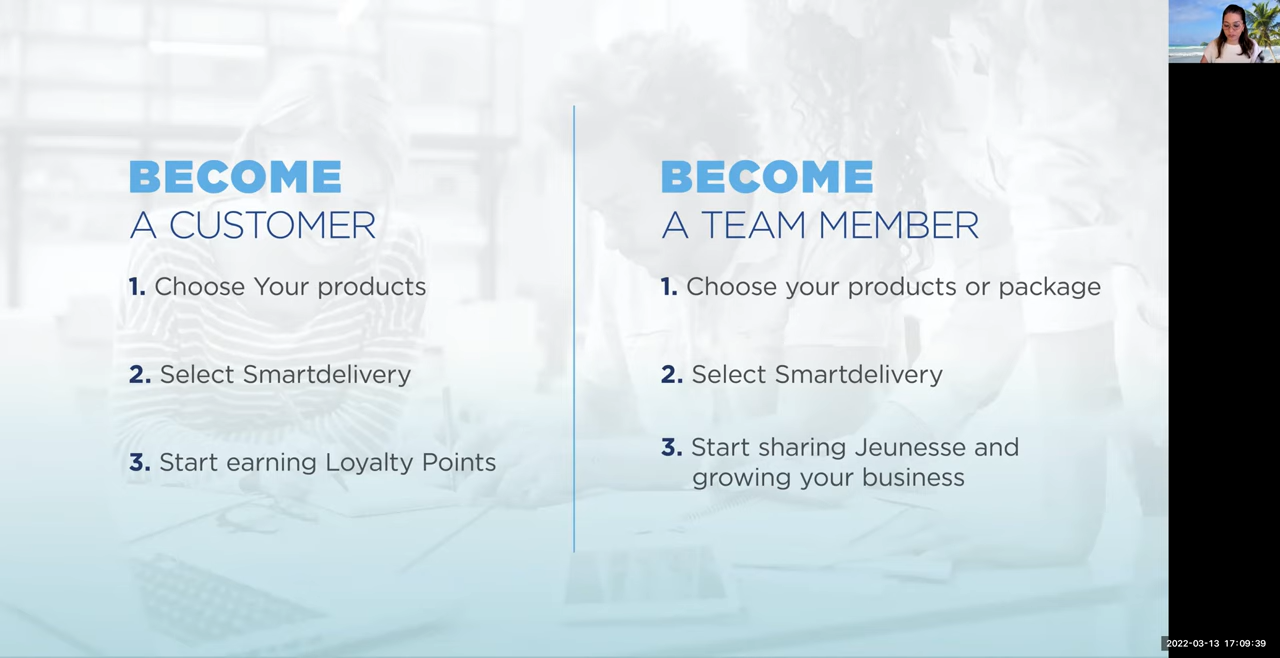 BECOME
A CUSTOMER
1. Choose Your products
2. Select Smartdelivery
3. Start earning Loyalty Points
BECOME
A TEAM MEMBER
1. Choose your products or package
2. Select Smartdelivery
3. Start sharing Jeunesse and
growing your business
2022-03-13 17:09:39